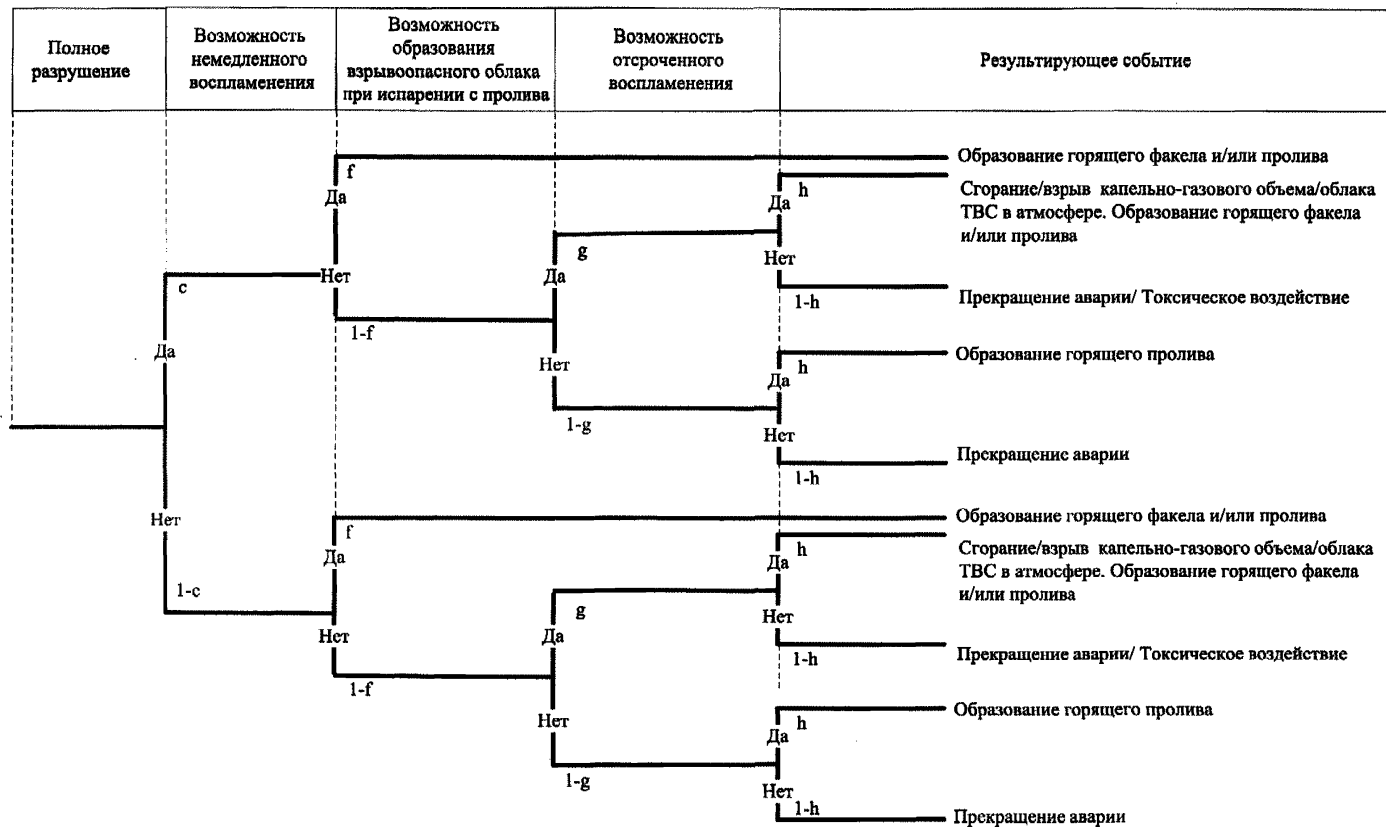 Полное
разрушение
Возможность
немедленного
воспламенения
Возможность
образования
взрывоопасного облака
при испарении с пролива
Возможность
отсроченного
воспламенения
Результирующее событие
f
Образование горящего факела и/или пролива
Да
h
Сгорание/взрыв капельно-газового объема/облака
ТВС в атмосфере. Образование горящего факела
и/или пролива
Да
g
Нет
Да
Нет
c
1-h
Прекращение аварии/ Токсическое воздействие
1-f
Да
Нет
h
Образование горящего пролива
Да
1-g
Нет
1-h
Прекращение аварии
Нет
f
Образование горящего факела и/или пролива
Да
h
Сгорание/взрыв капельно-газового объема/облака
ТВС в атмосфере. Образование горящего факела
и/или пролива
Да
1-c
g
Нет
Нет
Да
1-h
Прекращение аварии/ Токсическое воздействие
1-f
Нет
h
Образование горящего пролива
Да
1-g
Нет
1-h
Прекращение аварии